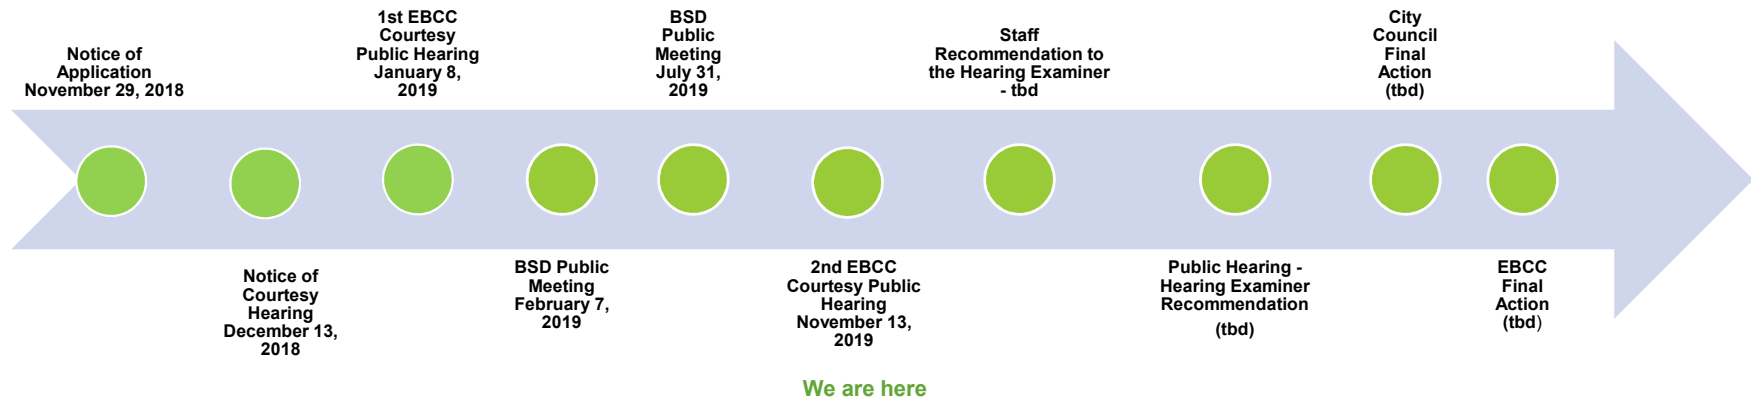 Notice of
Application
November 29, 2018
Notice of
Courtesy
Hearing
December 13,
2018
1st EBCC
Courtesy
Public Hearing
January 8,
2019
BSD Public
Meeting
February 7,
2019
BSD
Public
Meeting
July 31,
2019
2nd EBCC
Courtesy Public
Hearing
November 13,
2019
We are here
Staff
Recommendation to
the Hearing Examiner
- tbd
Public Hearing -
Hearing Examiner
Recommendation
(tbd)
City
Council
Final
Action
(tbd)
EBCC
Final
Action
(tbd)